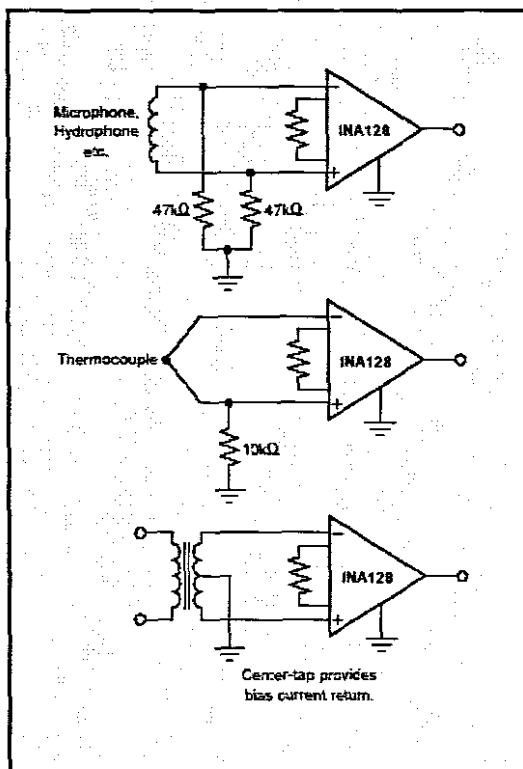 Microphone,
Hydrophone
etc.
INA128
47kΩ
47kΩ
Thermocouple
INA128
10kΩ
INA128
Center-tap provides
bias current return.